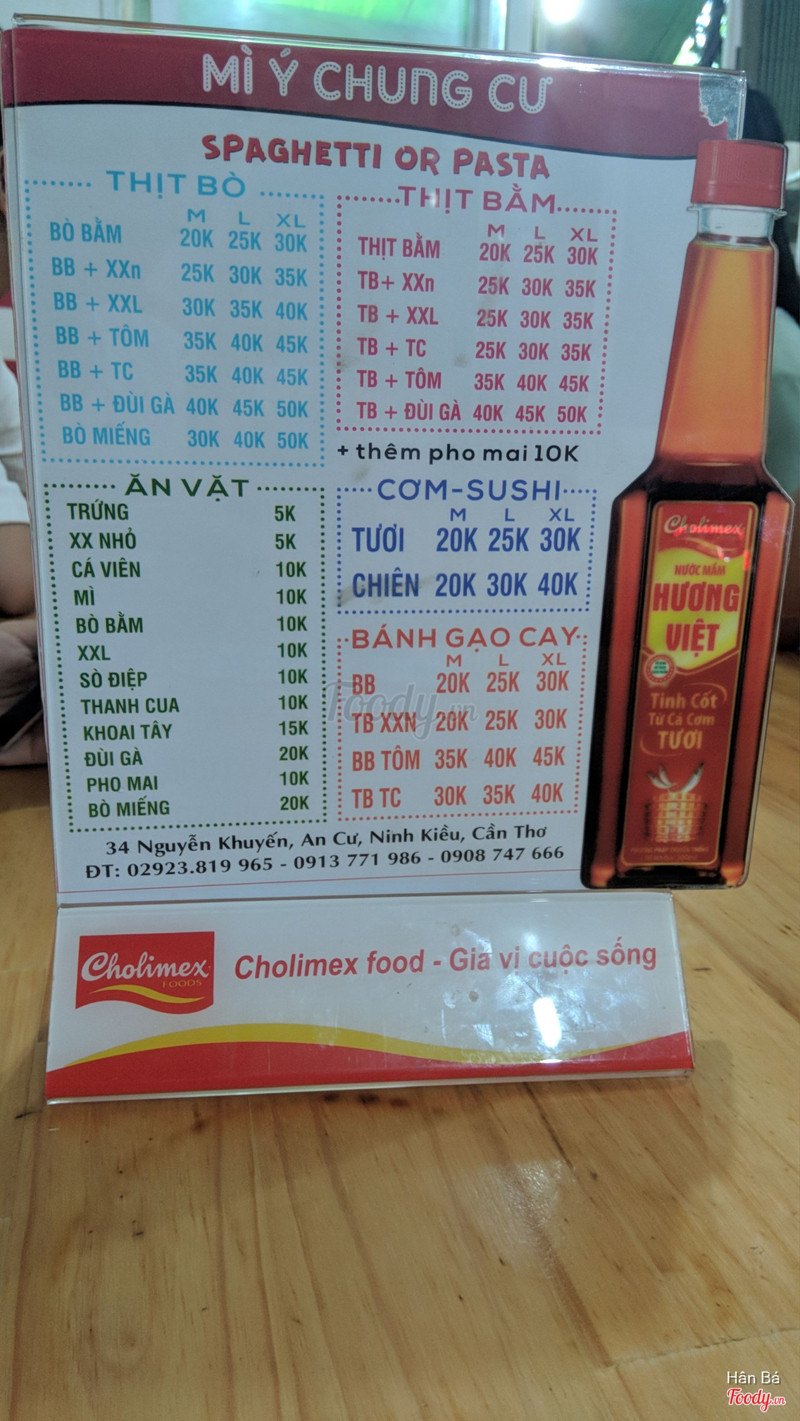 MÌ Ý CHUNG CƯ
SPAGHETTI OR PASTA
THỊT BÒ
M L XL
BÒ BẰM 20K 25K 30K
BB + XXn 25K 30K 35K
BB + XXL 30K 35K 40K
BB + TÔM 35K 40K 45K
BB + TC 35K 40K 45K
BB + ĐÙI GÀ 40K 45K 50K
BÒ MIẾNG 30K 40K 50K
THỊT BẰM
M L XL
THỊT BẰM 20K 25K 30K
TB+ XXn 25K 30K 35K
TB + XXL 25K 30K 35K
TB + TC 25K 30K 35K
TB + TÔM 35K 40K 45K
TB + ĐÙI GÀ 40K 45K 50K
+ thêm pho mai 10K
ĂN VẶT
TRỨNG 5K
XX NHỎ 5K
CÁ VIÊN 10K
MÌ 10K
BÒ BẰM 10K
XXL 10K
SÒ ĐIỆP 10K
THANH CUA 10K
KHOAI TÂY 15K
ĐÙI GÀ 20K
PHO MAI 10K
BÒ MIẾNG 20K
CƠM-SUSHI
M L XL
TƯƠI 20K 25K 30K
CHIÊN 20K 30K 40K
BÁNH GẠO CAY
M L XL
BB 20K 25K 30K
TB XXN 20K 25K 30K
BB TÔM 35K 40K 45K
TB TC 30K 35K 40K
34 Nguyễn Khuyến, An Cư, Ninh Kiều, Cần Thơ
ĐT: 02923.819 965 - 0913 771 986 - 0908 747 666
Cholimex
NƯỚC MẮM
HƯƠNG
VIỆT
Tinh Cốt
Từ Cá Cơm
TƯƠI
Cholimex
FOODS
Cholimex food - Gia vị cuộc sống
Foody.vn
Hân Bá
Foody.vn